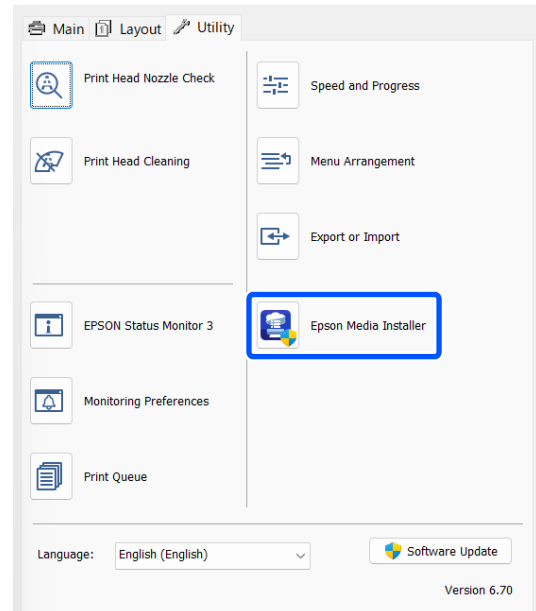 Main Layout Utility
Print Head Nozzle Check
Speed and Progress
Print Head Cleaning
Menu Arrangement
Export or Import
EPSON Status Monitor 3
Epson Media Installer
Monitoring Preferences
Print Queue
Language: English (English)
Software Update
Version 6.70